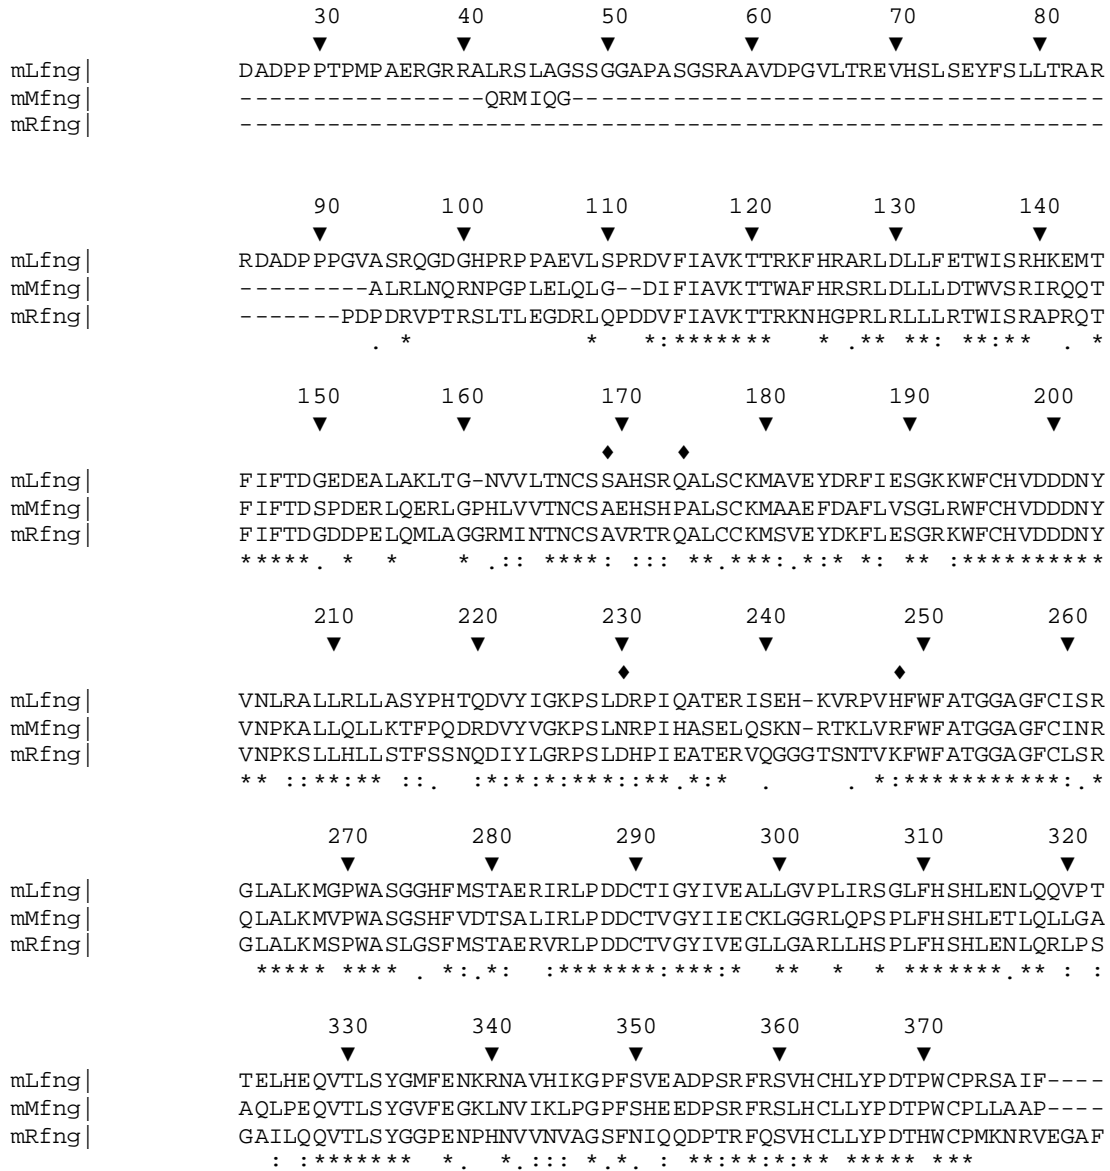 30 40 50 60 70 80
▼ ▼ ▼ ▼ ▼ ▼
mLfng| DADPPPTPMPAERGRRALRSLAGSSGGAPASGSRAAVDPGVLTREVHSLSEYFSLLTRAR
mMfng| -----------------QRMIQG-------------------------------------
mRfng| ------------------------------------------------------------
90 100 110 120 130 140
▼ ▼ ▼ ▼ ▼ ▼
mLfng| RDADPPPGVASRQGDGHPRPPAEVLSPRDVFIAVKTTRKFHRARLDLLFETWISRHKEMT
mMfng| ---------ALRLNQRNPGPLELQLG--DIFIAVKTTWAFHRSRLDLLLDTWVSRIRQQT
mRfng| -------PDPDRVPTRSLTLEGDRLQPDDVFIAVKTTRKNHGPRLRLLLRTWISRAPRQT
. * * *:******* * .** **: **:** . *
150 160 170 180 190 200
▼ ▼ ▼ ▼ ▼ ▼
♦ ♦
mLfng| FIFTDGEDEALAKLTG-NVVLTNCSSAHSRQALSCKMAVEYDRFIESGKKWFCHVDDDNY
mMfng| FIFTDSPDERLQERLGPHLVVTNCSAEHSHPALSCKMAAEFDAFLVSGLRWFCHVDDDNY
mRfng| FIFTDGDDPELQMLAGGRMINTNCSAVRTRQALCCKMSVEYDKFLESGRKWFCHVDDDNY
*****. * * * .:: ****: ::: **.***:.*:* *: ** :**********
210 220 230 240 250 260
▼ ▼ ▼ ▼ ▼ ▼
♦ ♦
mLfng| VNLRALLRLLASYPHTQDVYIGKPSLDRPIQATERISEH-KVRPVHFWFATGGAGFCISR
mMfng| VNPKALLQLLKTFPQDRDVYVGKPSLNRPIHASELQSKN-RTKLVRFWFATGGAGFCINR
mRfng| VNPKSLLHLLSTFSSNQDIYLGRPSLDHPIEATERVQGGGTSNTVKFWFATGGAGFCLSR
** ::**:** ::. :*:*:*:***::**.*:* . . *:***********:.*
270 280 290 300 310 320
▼ ▼ ▼ ▼ ▼ ▼
mLfng| GLALKMGPWASGGHFMSTAERIRLPDDCTIGYIVEALLGVPLIRSGLFHSHLENLQQVPT
mMfng| QLALKMVPWASGSHFVDTSALIRLPDDCTVGYIIECKLGGRLQPSPLFHSHLETLQLLGA
mRfng| GLALKMSPWASLGSFMSTAERVRLPDDCTVGYIVEGLLGARLLHSPLFHSHLENLQRLPS
***** **** . *:.*: :*******:***:* ** * * *******.** : :
330 340 350 360 370
▼ ▼ ▼ ▼ ▼
mLfng| TELHEQVTLSYGMFENKRNAVHIKGPFSVEADPSRFRSVHCHLYPDTPWCPRSAIF----
mMfng| AQLPEQVTLSYGVFEGKLNVIKLPGPFSHEEDPSRFRSLHCLLYPDTPWCPLLAAP----
mRfng| GAILQQVTLSYGGPENPHNVVNVAGSFNIQQDPTRFQSVHCLLYPDTHWCPMKNRVEGAF
: :******* *. *.::: *.*. : **:**:*:** ***** ***